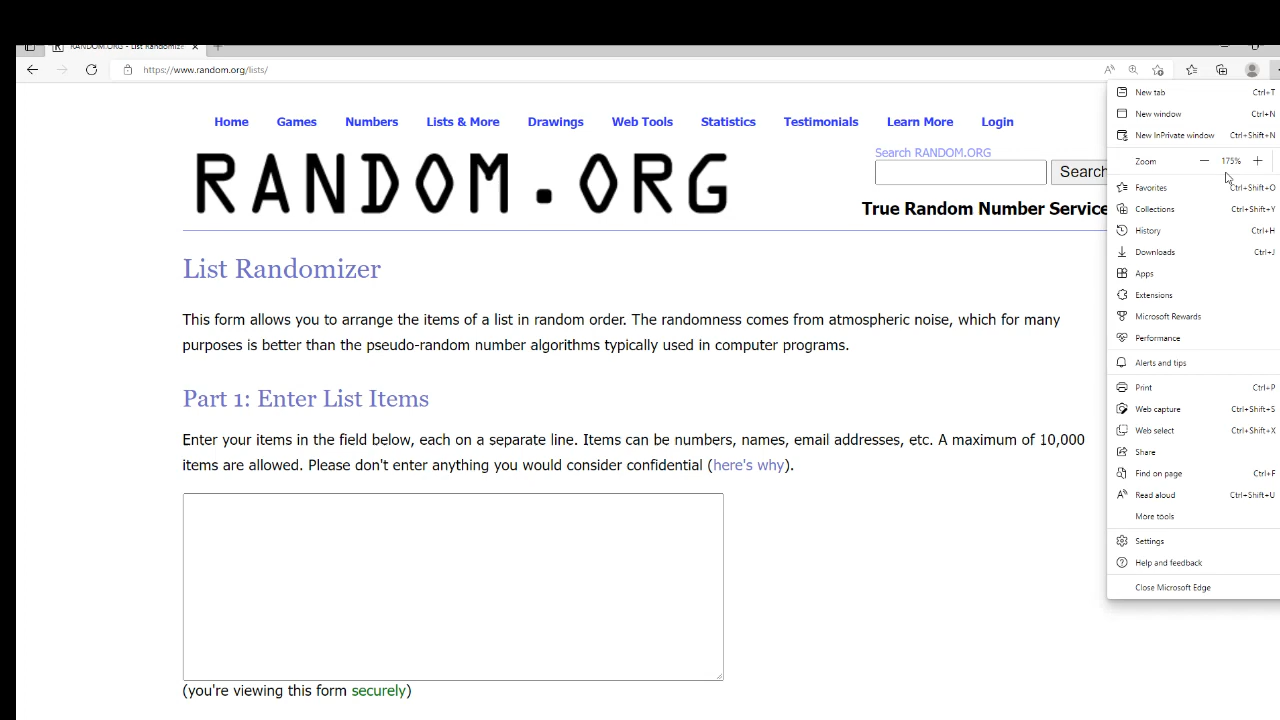 RANDOM.ORG - List Randomize
https://www.random.org/lists/
Home Games Numbers Lists & More Drawings Web Tools Statistics Testimonials Learn More Login
RANDOM.ORG
Search RANDOM.ORG
Search
True Random Number Service
List Randomizer
This form allows you to arrange the items of a list in random order. The randomness comes from atmospheric noise, which for many
purposes is better than the pseudo-random number algorithms typically used in computer programs.
Part 1: Enter List Items
Enter your items in the field below, each on a separate line. Items can be numbers, names, email addresses, etc. A maximum of 10,000
items are allowed. Please don't enter anything you would consider confidential (here's why).
(you're viewing this form securely)
New tab Ctrl+T
New window Ctrl+N
New InPrivate window Ctrl+Shift+N
Zoom — 175% +
Favorites Ctrl+Shift+O
Collections Ctrl+Shift+Y
History Ctrl+H
Downloads Ctrl+J
Apps
Extensions
Microsoft Rewards
Performance
Alerts and tips
Print Ctrl+P
Web capture Ctrl+Shift+S
Web select Ctrl+Shift+X
Share
Find on page Ctrl+F
Read aloud Ctrl+Shift+U
More tools
Settings
Help and feedback
Close Microsoft Edge